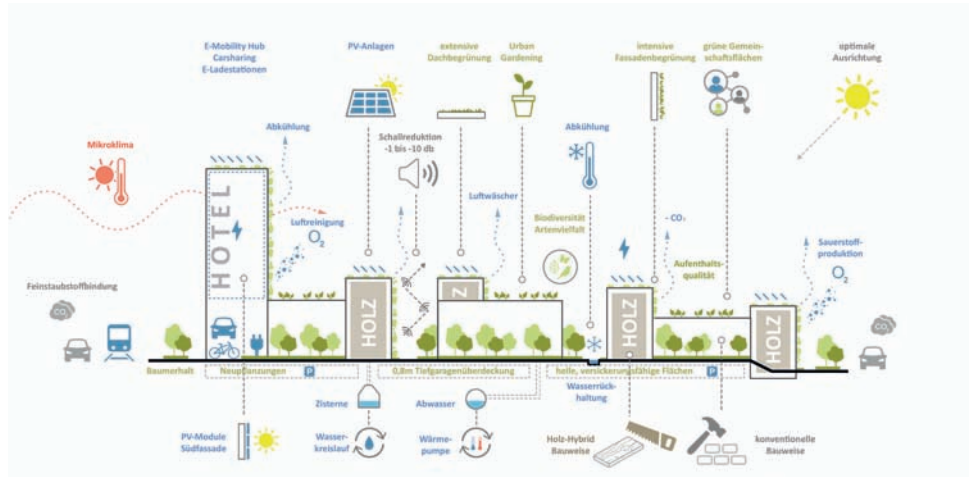 E-Mobility Hub
Carsharing
E-Ladestationen
PV-Anlagen
extensive
Dachbegrünung
Urban
Gardening
intensive
Fassadenbegrünung
grüne Gemein-
schaftsflächen
optimale
Ausrichtung
Mikroklima
Abkühlung
Schallreduktion
-1 bis -10 db
Abkühlung
Luftwäscher
Luftreinigung
O₂
Biodiversität
Artenvielfalt
- CO₂
Aufenthalts-
qualität
Sauerstoff-
produktion
O₂
Feinstaubstoffbindung
CO₂
CO₂
HOTEL
HOLZ
Z
HOLZ
HOLZ
Baumerhalt
Neupflanzungen
P
0,8m Tiefgaragenüberdeckung
helle, versickerungsfähige Flächen
P
Wasserrück-
haltung
Zisterne
Abwasser
PV-Module
Südfassade
Wasser-
kreislauf
Wärme-
pumpe
Holz-Hybrid
Bauweise
konventionelle
Bauweise